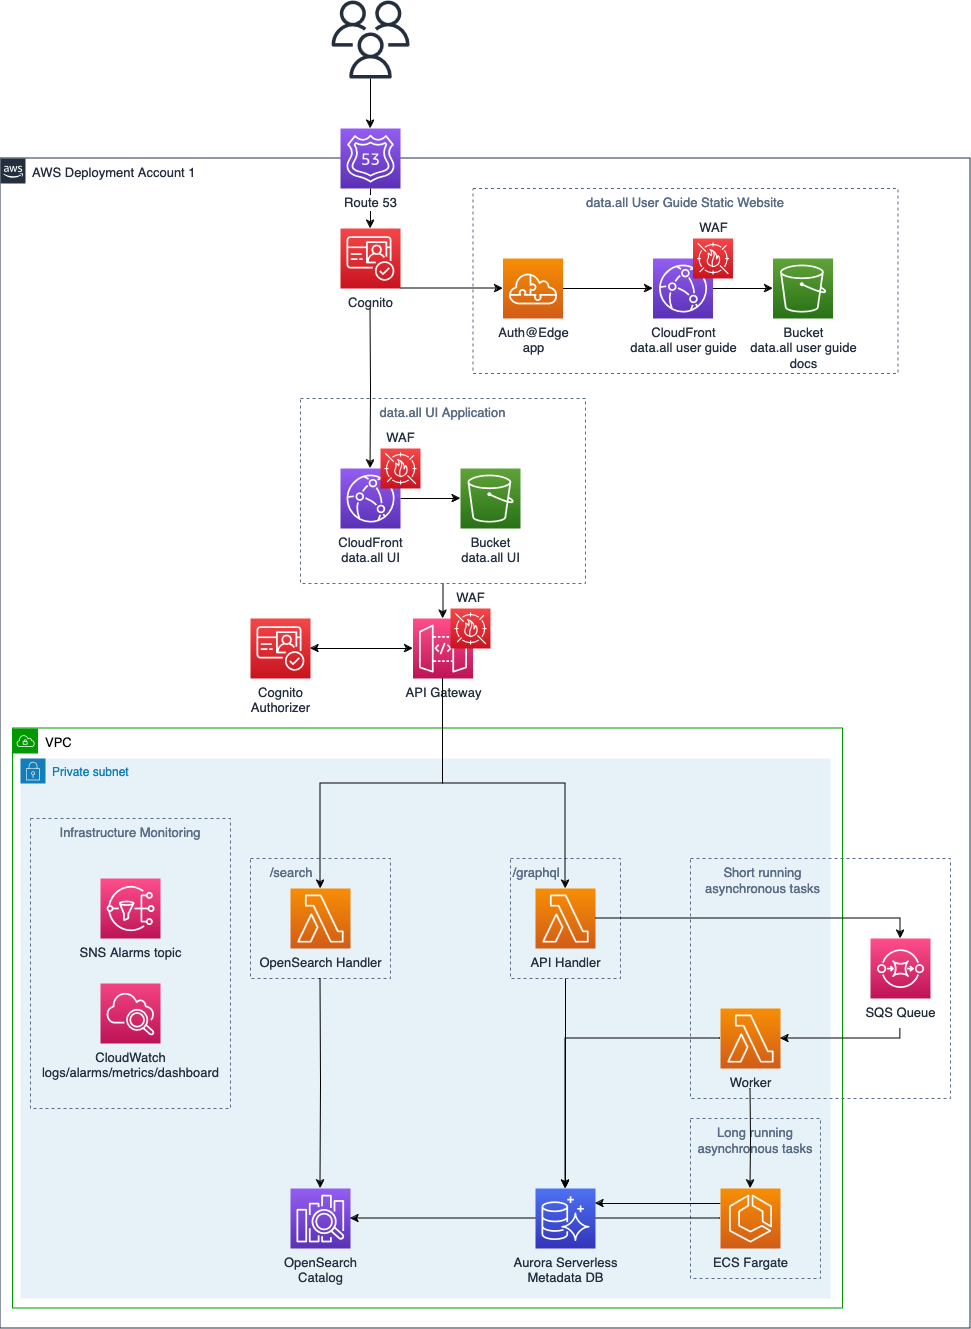 53
aws
AWS Deployment Account 1
Route 53
data.all User Guide Static Website
WAF
Cognito
Auth@Edge
app
CloudFront
data.all user guide
Bucket
data.all user guide
docs
data.all UI Application
WAF
CloudFront
data.all UI
Bucket
data.all UI
WAF
</>
Cognito
Authorizer
API Gateway
VPC
Private subnet
Infrastructure Monitoring
SNS Alarms topic
CloudWatch
logs/alarms/metrics/dashboard
/search
OpenSearch Handler
/graphql
API Handler
Short running
asynchronous tasks
SQS Queue
Worker
Long running
asynchronous tasks
OpenSearch
Catalog
Aurora Serverless
Metadata DB
ECS Fargate